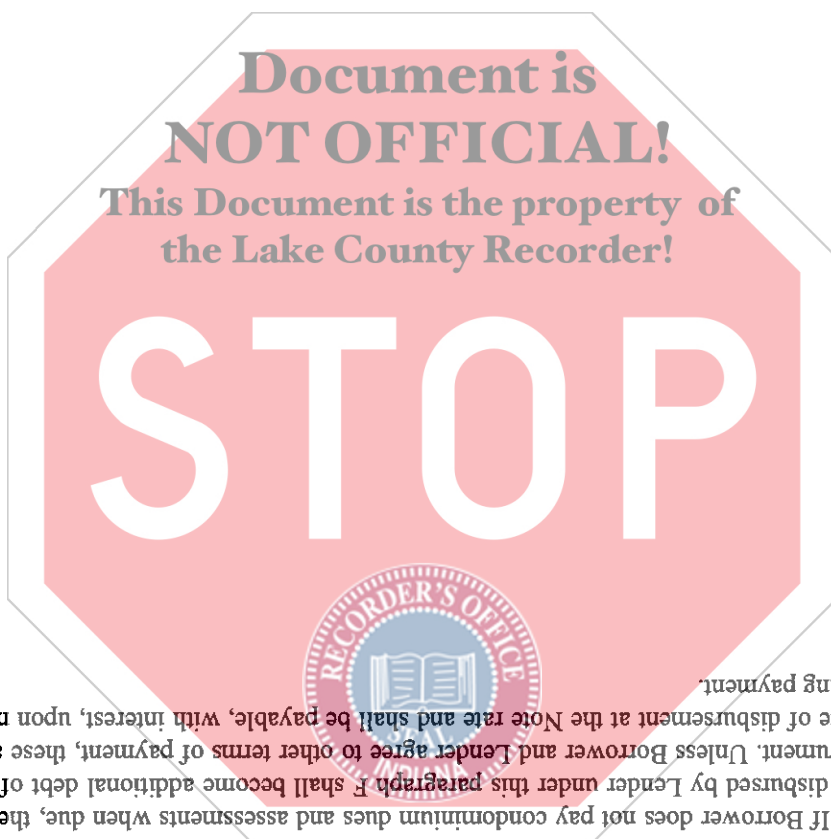 Document is
NOT OFFICIAL!
This Document is the property of
the Lake County Recorder!
STOP
RECORDER'S OFFICE
SEAL
INDIANA
If Borrower does not pay condominium dues and assessments when due, the
disbursed by Lender under this paragraph F shall become additional debt of
ument. Unless Borrower and Lender agree to other terms of payment, these
e of disbursement at the Note rate and shall be payable, with interest, upon
ng payment.